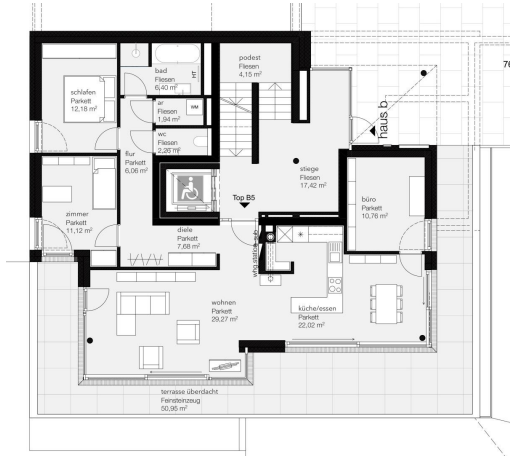 bad
Fliesen
6,40 m²
HT
podest
Fliesen
4,15 m²
76
schlafen
Parkett
12,18 m²
ar
Fliesen
1,94 m²
WM
haus b
wc
Fliesen
2,26 m²
flur
Parkett
6,06 m²
stiege
Fliesen
17,42 m²
Top B5
büro
Parkett
10,76 m²
zimmer
Parkett
11,12 m²
diele
Parkett
7,68 m²
wohnen
Parkett
29,27 m²
küche/essen
Parkett
22,02 m²
terrasse überdacht
Feinsteinzeug
50,95 m²